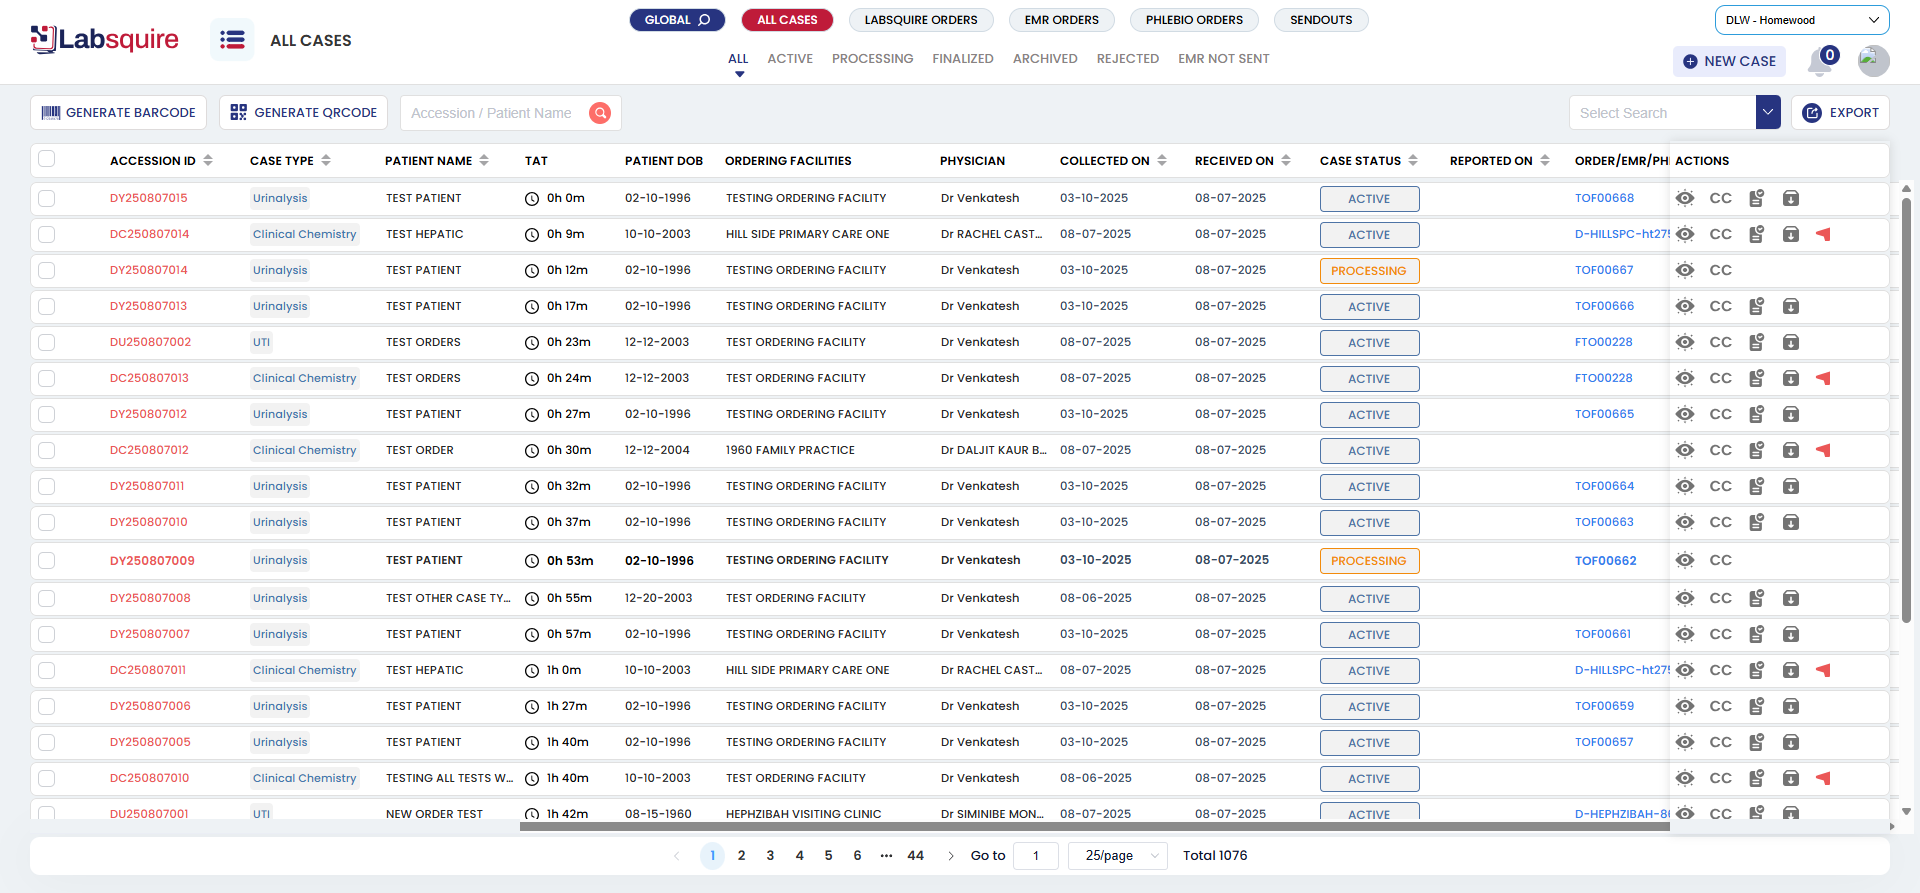 GLOBAL ALL CASES LABSQUIRE ORDERS EMR ORDERS PHLEBIO ORDERS SENDOUTS DLW - Homewood
Labsquire ALL CASES
ALL ACTIVE PROCESSING FINALIZED ARCHIVED REJECTED EMR NOT SENT NEW CASE 0
GENERATE BARCODE GENERATE QRCODE Accession / Patient Name Select Search EXPORT
ACCESSION ID CASE TYPE PATIENT NAME TAT PATIENT DOB ORDERING FACILITIES PHYSICIAN COLLECTED ON RECEIVED ON CASE STATUS REPORTED ON ORDER/EMR/PH ACTIONS
DY250807015 Urinalysis TEST PATIENT 0h 0m 02-10-1996 TESTING ORDERING FACILITY Dr Venkatesh 03-10-2025 08-07-2025 ACTIVE TOF00668 CC
DC250807014 Clinical Chemistry TEST HEPATIC 0h 9m 10-10-2003 HILL SIDE PRIMARY CARE ONE Dr RACHEL CAST... 08-07-2025 08-07-2025 ACTIVE D-HILLSPC-ht275 CC
DY250807014 Urinalysis TEST PATIENT 0h 12m 02-10-1996 TESTING ORDERING FACILITY Dr Venkatesh 03-10-2025 08-07-2025 PROCESSING TOF00667 CC
DY250807013 Urinalysis TEST PATIENT 0h 17m 02-10-1996 TESTING ORDERING FACILITY Dr Venkatesh 03-10-2025 08-07-2025 ACTIVE TOF00666 CC
DU250807002 UTI TEST ORDERS 0h 23m 12-12-2003 TEST ORDERING FACILITY Dr Venkatesh 08-07-2025 08-07-2025 ACTIVE FTO00228 CC
DC250807013 Clinical Chemistry TEST ORDERS 0h 24m 12-12-2003 TEST ORDERING FACILITY Dr Venkatesh 08-07-2025 08-07-2025 ACTIVE FTO00228 CC
DY250807012 Urinalysis TEST PATIENT 0h 27m 02-10-1996 TESTING ORDERING FACILITY Dr Venkatesh 03-10-2025 08-07-2025 ACTIVE TOF00665 CC
DC250807012 Clinical Chemistry TEST ORDER 0h 30m 12-12-2004 1960 FAMILY PRACTICE Dr DALJIT KAUR B... 08-07-2025 08-07-2025 ACTIVE CC
DY250807011 Urinalysis TEST PATIENT 0h 32m 02-10-1996 TESTING ORDERING FACILITY Dr Venkatesh 03-10-2025 08-07-2025 ACTIVE TOF00664 CC
DY250807010 Urinalysis TEST PATIENT 0h 37m 02-10-1996 TESTING ORDERING FACILITY Dr Venkatesh 03-10-2025 08-07-2025 ACTIVE TOF00663 CC
DY250807009 Urinalysis TEST PATIENT 0h 53m 02-10-1996 TESTING ORDERING FACILITY Dr Venkatesh 03-10-2025 08-07-2025 PROCESSING TOF00662 CC
DY250807008 Urinalysis TEST OTHER CASE TY... 0h 55m 12-20-2003 TEST ORDERING FACILITY Dr Venkatesh 08-06-2025 08-07-2025 ACTIVE CC
DY250807007 Urinalysis TEST PATIENT 0h 57m 02-10-1996 TESTING ORDERING FACILITY Dr Venkatesh 03-10-2025 08-07-2025 ACTIVE TOF00661 CC
DC250807011 Clinical Chemistry TEST HEPATIC 1h 0m 10-10-2003 HILL SIDE PRIMARY CARE ONE Dr RACHEL CAST... 08-07-2025 08-07-2025 ACTIVE D-HILLSPC-ht275 CC
DY250807006 Urinalysis TEST PATIENT 1h 27m 02-10-1996 TESTING ORDERING FACILITY Dr Venkatesh 03-10-2025 08-07-2025 ACTIVE TOF00659 CC
DY250807005 Urinalysis TEST PATIENT 1h 40m 02-10-1996 TESTING ORDERING FACILITY Dr Venkatesh 03-10-2025 08-07-2025 ACTIVE TOF00657 CC
DC250807010 Clinical Chemistry TESTING ALL TESTS W... 1h 40m 10-10-2003 TEST ORDERING FACILITY Dr Venkatesh 08-06-2025 08-07-2025 ACTIVE CC
DU250807001 UTI NEW ORDER TEST 1h 42m 08-15-1960 HEPHZIBAH VISITING CLINIC Dr SIMINIBE MON... 08-07-2025 08-07-2025 ACTIVE D-HEPHZIBAH-8 CC
1 2 3 4 5 6 ••• 44 Go to 1 25/page Total 1076